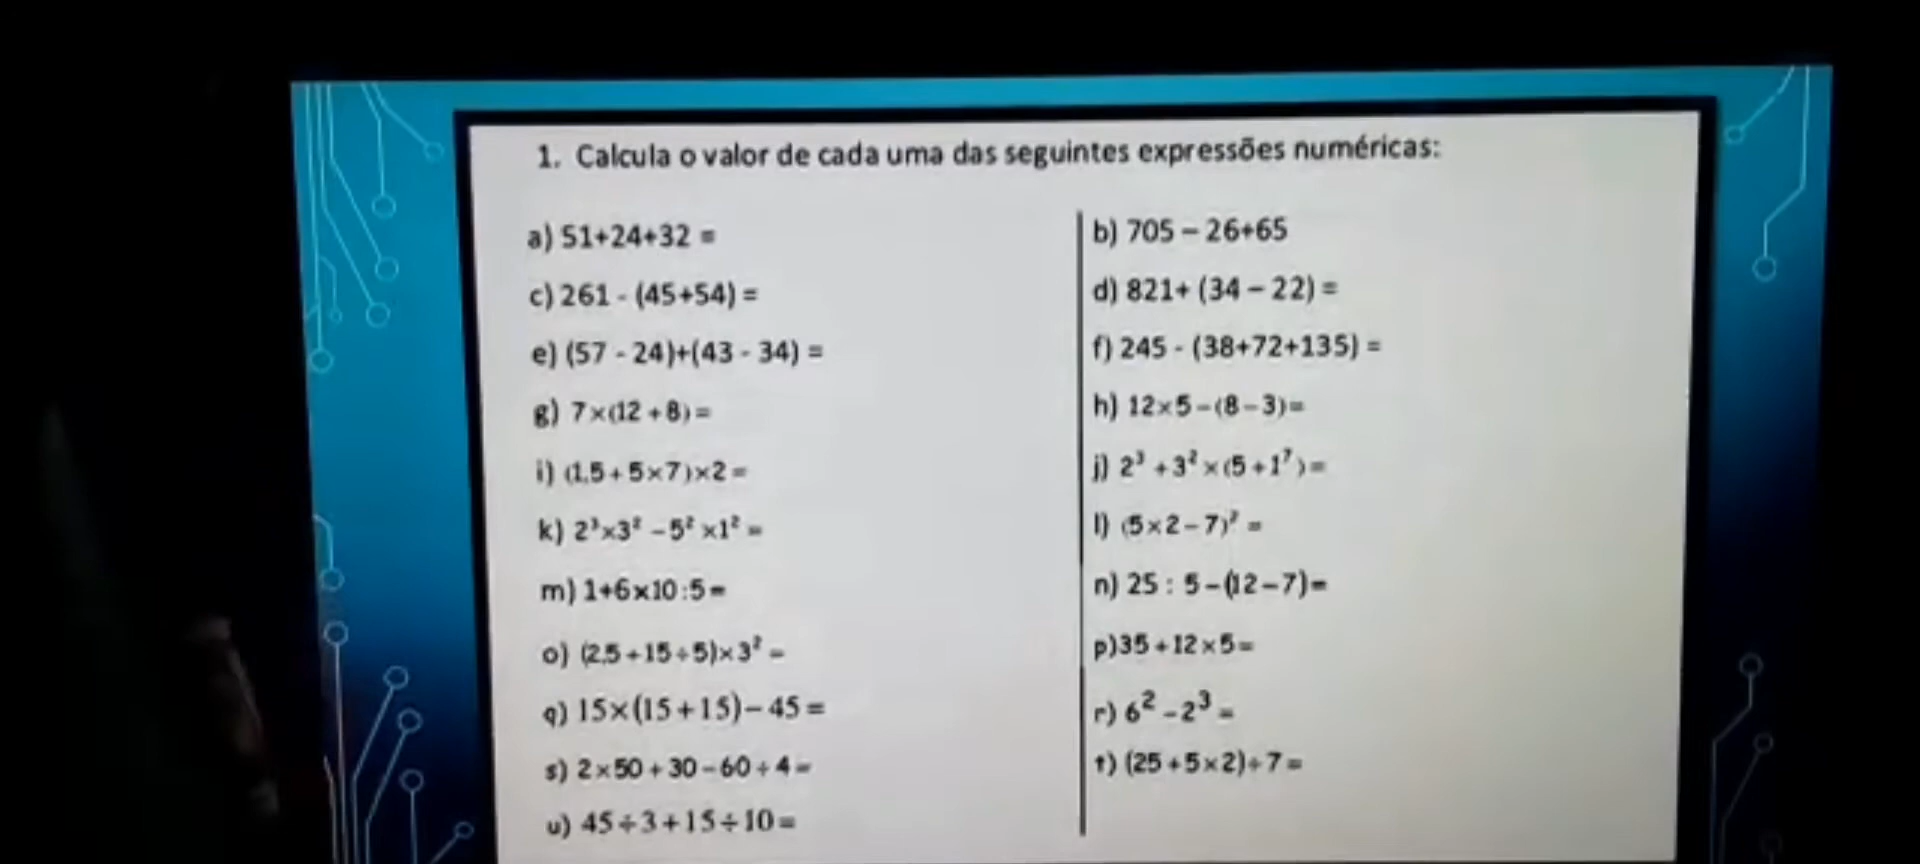 1. Calcula o valor de cada uma das seguintes expressões numéricas:
a) 51+24+32 =
b) 705 – 26+65
c) 261 - (45+54) =
d) 821+ (34 – 22) =
e) (57 - 24)+(43 - 34) =
f) 245 - (38+72+135) =
g) 7×(12 + 8) =
h) 12×5 – (8 – 3) =
i) (1,5 + 5×7)×2 =
j) 2³ + 3² × (5 + 1⁷) =
k) 2³×3² – 5² ×1² =
l) (5×2 – 7)² =
m) 1+6×10:5 =
n) 25 : 5 – (12 – 7) =
o) (2,5 + 15 ÷ 5)× 3² =
p) 35 + 12 × 5 =
q) 15×(15 + 15) – 45 =
r) 6² – 2³ =
s) 2 × 50 + 30 – 60 ÷ 4 =
t) (25 + 5 × 2) ÷ 7 =
u) 45 ÷ 3 + 15 ÷ 10 =